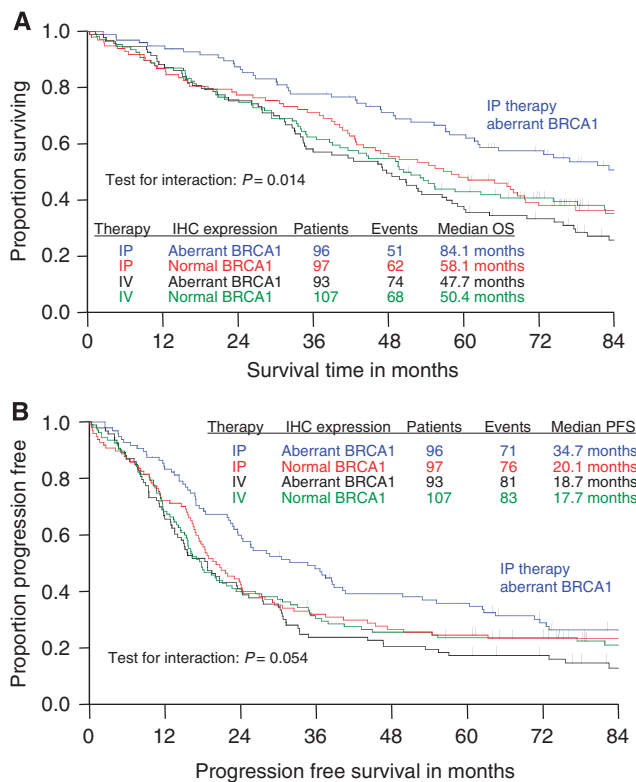 A
Proportion surviving
1.0
0.8
0.6
0.4
0.2
0.0
IP therapy
aberrant BRCA1
Test for interaction: P = 0.014
Therapy IHC expression Patients Events Median OS
IP Aberrant BRCA1 96 51 84.1 months
IP Normal BRCA1 97 62 58.1 months
IV Aberrant BRCA1 93 74 47.7 months
IV Normal BRCA1 107 68 50.4 months
0 12 24 36 48 60 72 84
Survival time in months
B
Proportion progression free
1.0
0.8
0.6
0.4
0.2
0.0
Therapy IHC expression Patients Events Median PFS
IP Aberrant BRCA1 96 71 34.7 months
IP Normal BRCA1 97 76 20.1 months
IV Aberrant BRCA1 93 81 18.7 months
IV Normal BRCA1 107 83 17.7 months
IP therapy
aberrant BRCA1
Test for interaction: P = 0.054
0 12 24 36 48 60 72 84
Progression free survival in months